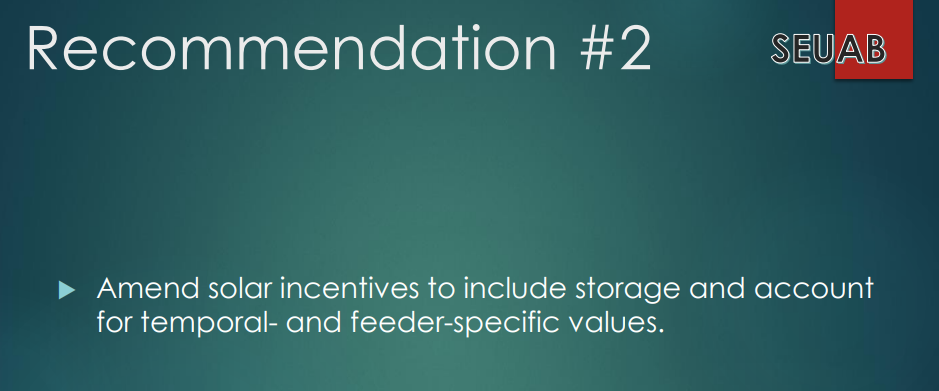 Recommendation #2
SEUAB
Amend solar incentives to include storage and account
for temporal- and feeder-specific values.